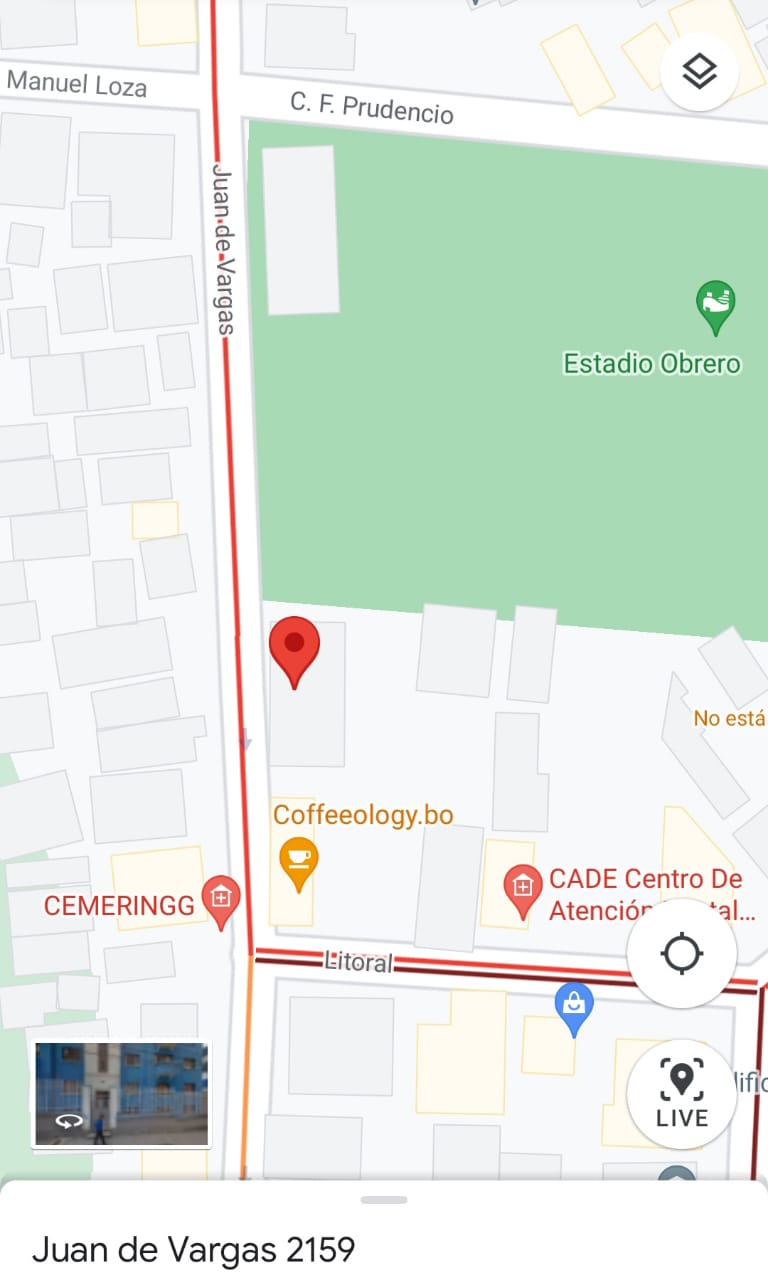 Manuel Loza
C. F. Prudencio
Juan de Vargas
Estadio Obrero
No está
Coffeeology.bo
CADE Centro De
CEMERINGG
Litoral
LIVE
Juan de Vargas 2159